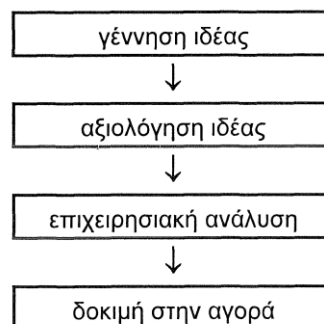 γέννηση ιδέας
αξιολόγηση ιδέας
επιχειρησιακή ανάλυση
δοκιμή στην αγορά